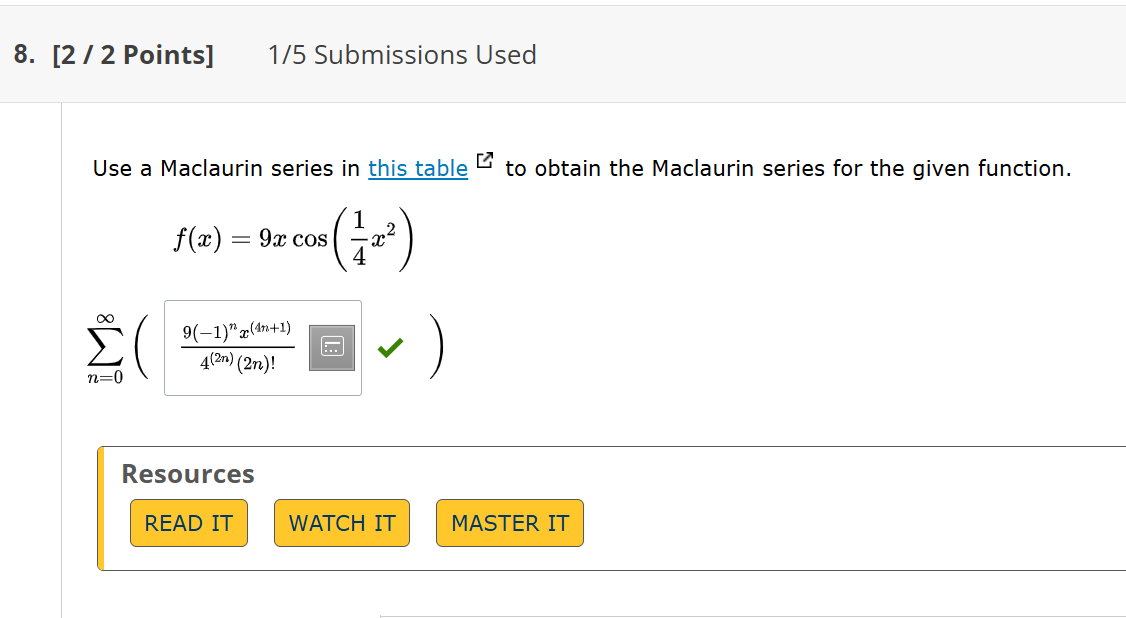 8. [2 / 2 Points] 1/5 Submissions Used
Use a Maclaurin series in this table to obtain the Maclaurin series for the given function.
f(x) = 9x cos(1/4 x²)
∞
∑ ( 9(−1)ⁿx^(4n+1) / 4^(2n) (2n)! )
n=0
Resources
READ IT WATCH IT MASTER IT